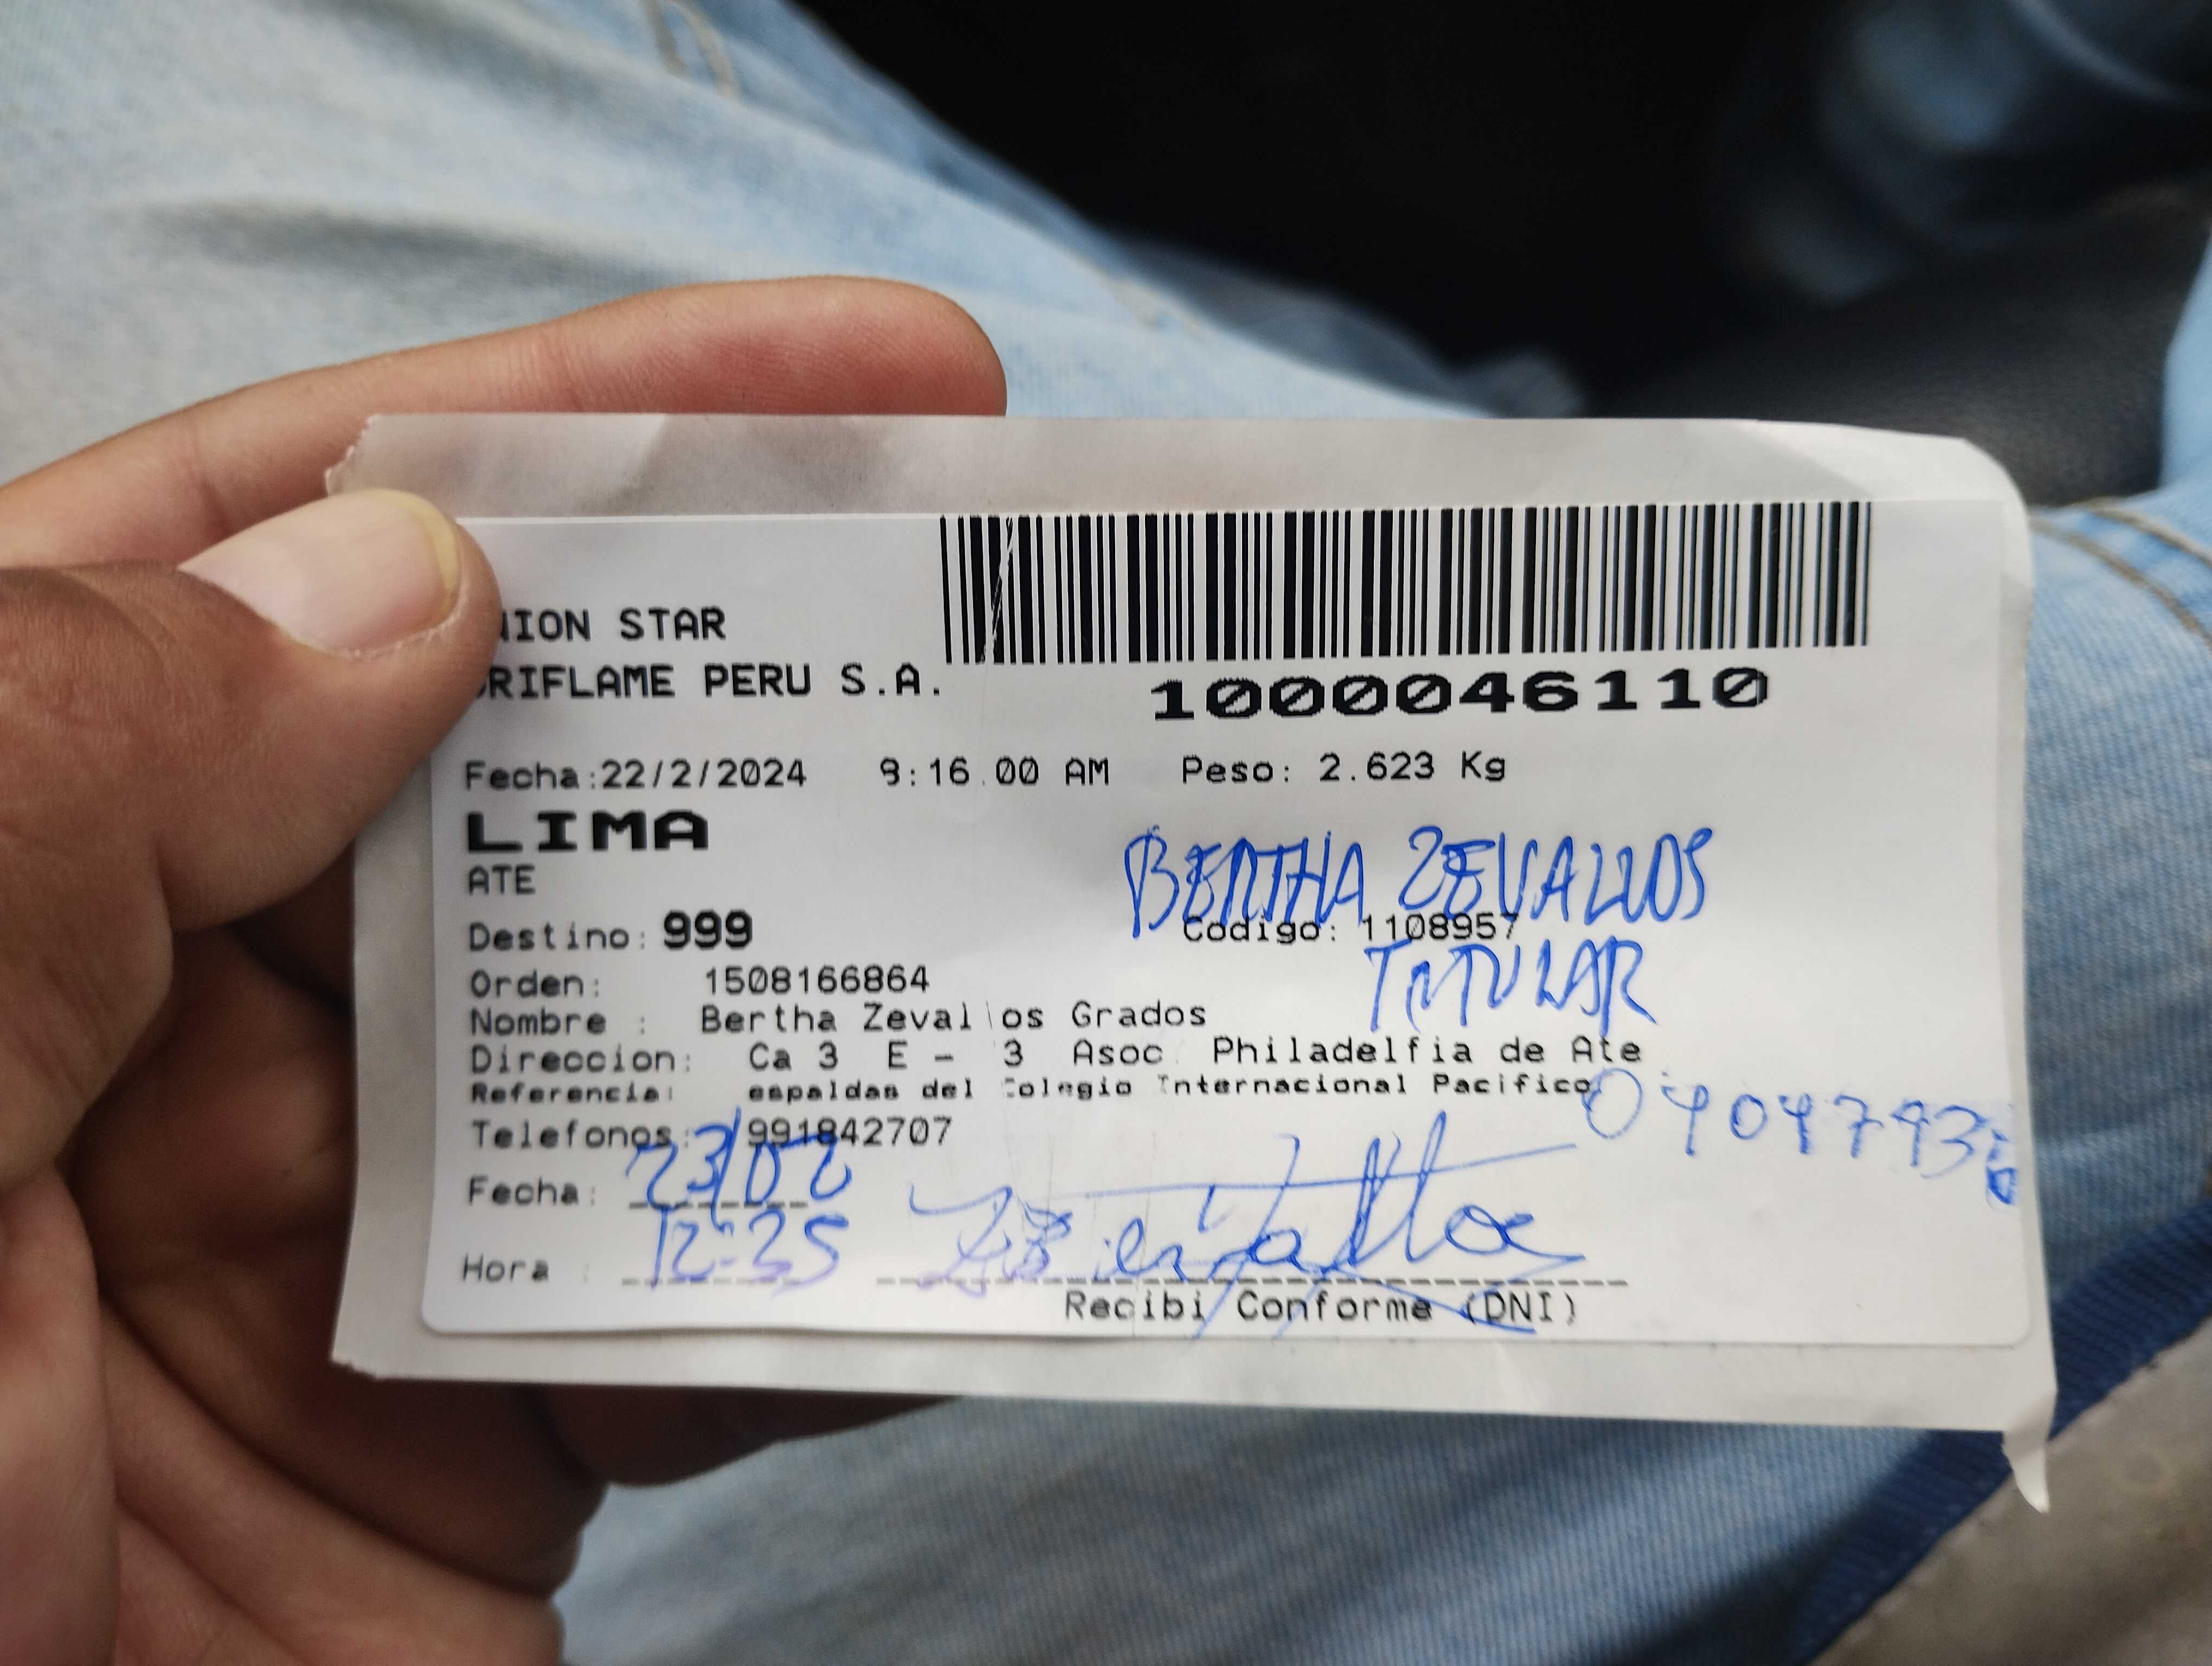 NION STAR
RIFLAME PERU S.A.
1000046110
Fecha:22/2/2024 9:16:00 AM Peso: 2.623 Kg
LIMA
ATE
BERTHA ZEVALLOS
Destino: 999 Codigo: 1108957
TITULAR
Orden: 1508166864
Nombre : Bertha Zevallos Grados
Direccion: Ca 3 E - 3 Asoc. Philadelfia de Ate
Referencia: espaldas del Colegio Internacional Pacifico
Telefonos: 991842707
Fecha: 23/02
Hora : 12:25
Recibi Conforme (DNI)